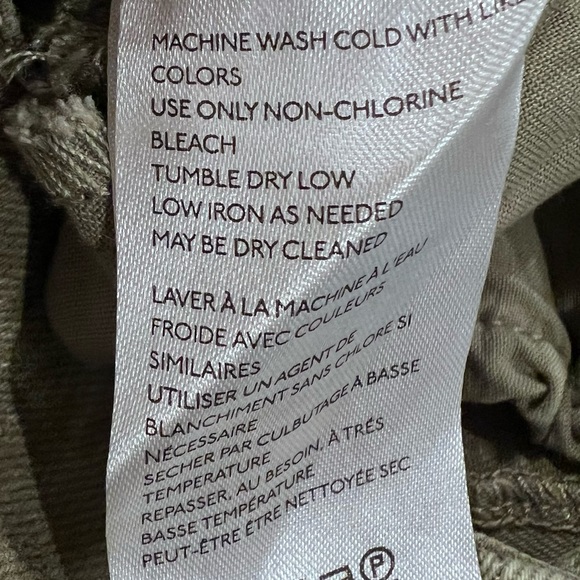 MACHINE WASH COLD WITH LIKE
COLORS
USE ONLY NON-CHLORINE
BLEACH
TUMBLE DRY LOW
LOW IRON AS NEEDED
MAY BE DRY CLEANED
LAVER À LA MACHINE À L'EAU
FROIDE AVEC COULEURS
SIMILAIRES
UTILISER UN AGENT DE
BLANCHIMENT SANS CHLORE SI
NÉCESSAIRE
SECHER PAR CULBUTAGE À BASSE
TEMPERATURE
REPASSER, AU BESOIN, À TRÉS
BASSE TEMPÉRATURE
PEUT-ÊTRE ÊTRE NETTOYÉE SEC
P